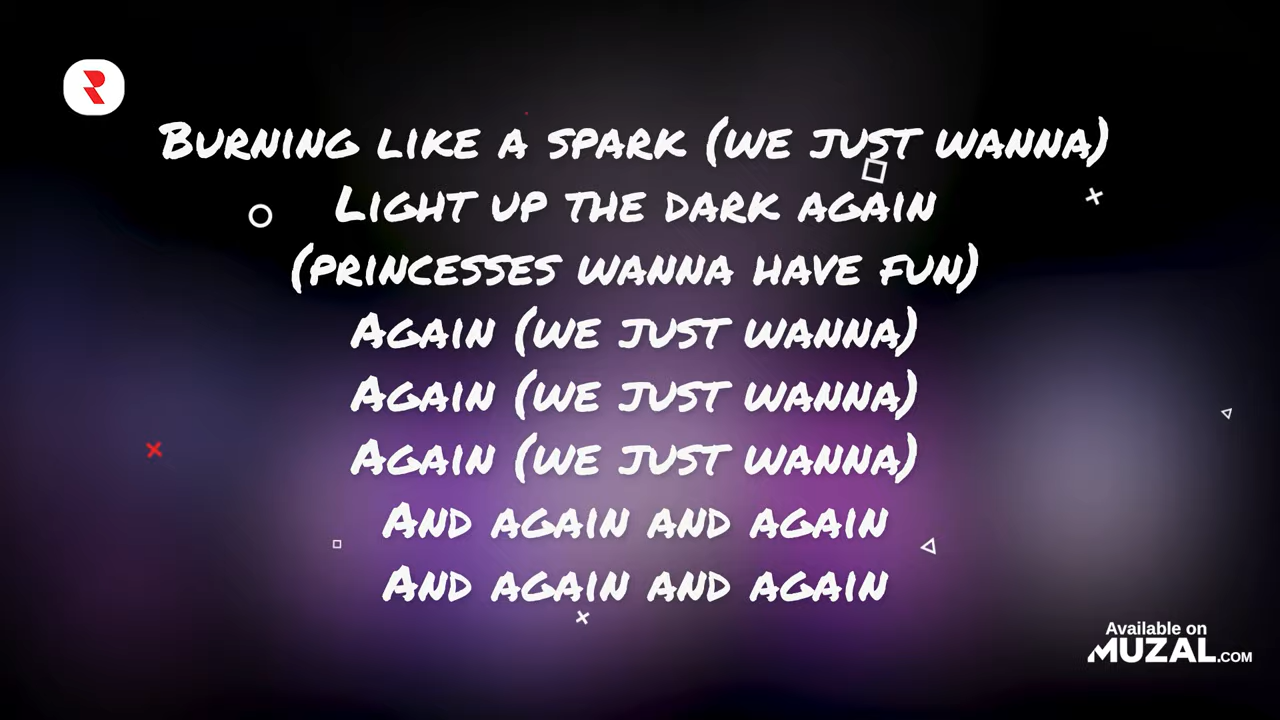 Burning like a spark (we just wanna)
Light up the dark again
(princesses wanna have fun)
Again (we just wanna)
Again (we just wanna)
Again (we just wanna)
And again and again
And again and again
Available on
MUZAL.COM